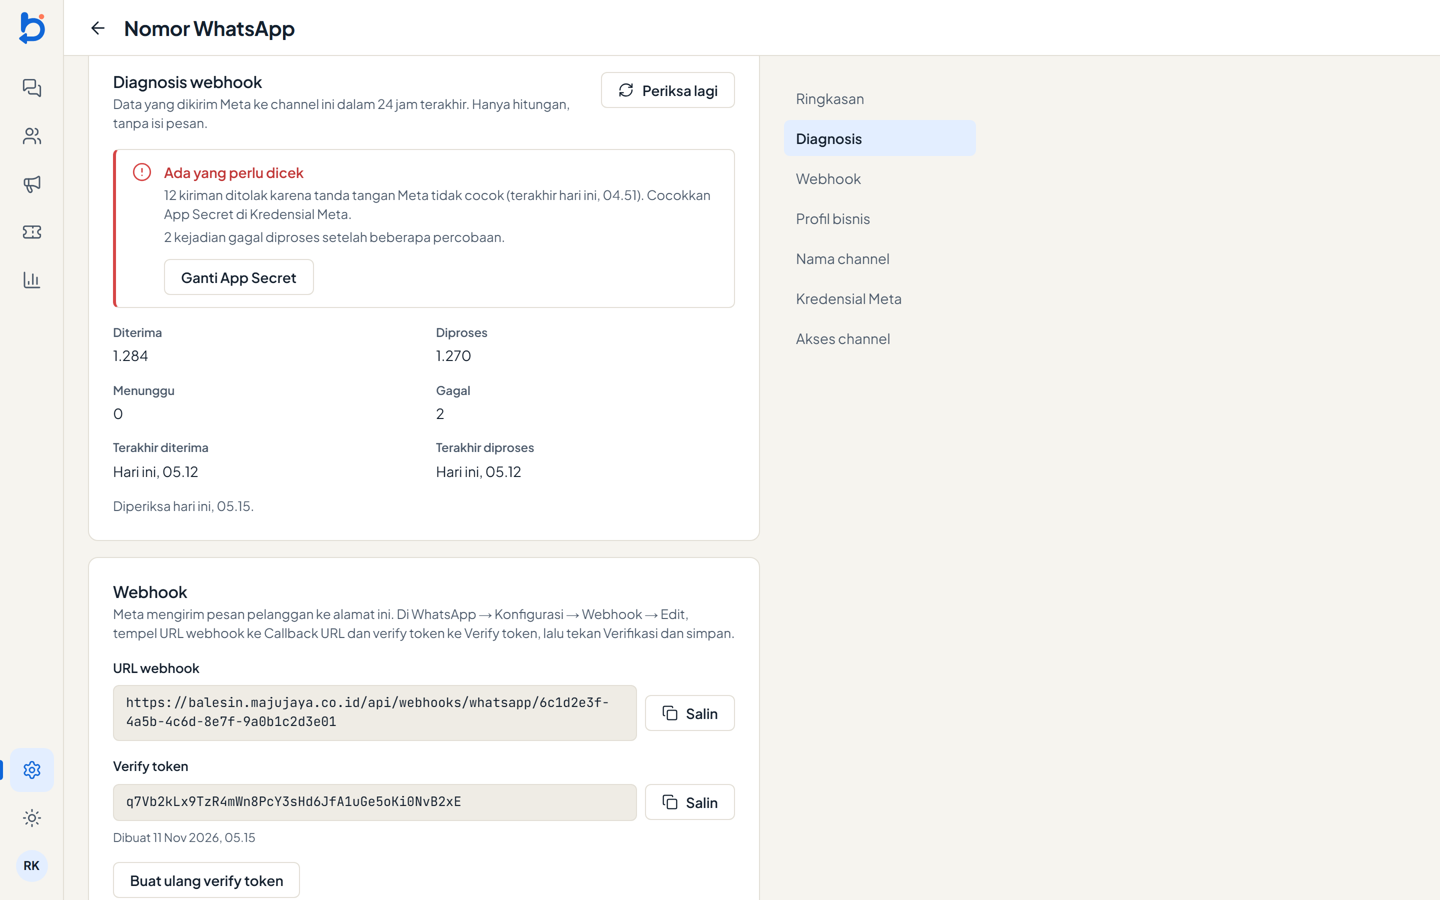 Nomor WhatsApp
Diagnosis webhook
Data yang dikirim Meta ke channel ini dalam 24 jam terakhir. Hanya hitungan,
tanpa isi pesan.
Periksa lagi
Ada yang perlu dicek
12 kiriman ditolak karena tanda tangan Meta tidak cocok (terakhir hari ini, 04.51). Cocokkan
App Secret di Kredensial Meta.
2 kejadian gagal diproses setelah beberapa percobaan.
Ganti App Secret
Diterima
1.284
Diproses
1.270
Menunggu
0
Gagal
2
Terakhir diterima
Hari ini, 05.12
Terakhir diproses
Hari ini, 05.12
Diperiksa hari ini, 05.15.
Webhook
Meta mengirim pesan pelanggan ke alamat ini. Di WhatsApp → Konfigurasi → Webhook → Edit,
tempel URL webhook ke Callback URL dan verify token ke Verify token, lalu tekan Verifikasi dan simpan.
URL webhook
https://balesin.majujaya.co.id/api/webhooks/whatsapp/6c1d2e3f-
4a5b-4c6d-8e7f-9a0b1c2d3e01
Salin
Verify token
q7Vb2kLx9TzR4mWn8PcY3sHd6JfA1uGe5oKi0NvB2xE
Salin
Dibuat 11 Nov 2026, 05.15
Buat ulang verify token
Ringkasan
Diagnosis
Webhook
Profil bisnis
Nama channel
Kredensial Meta
Akses channel
RK